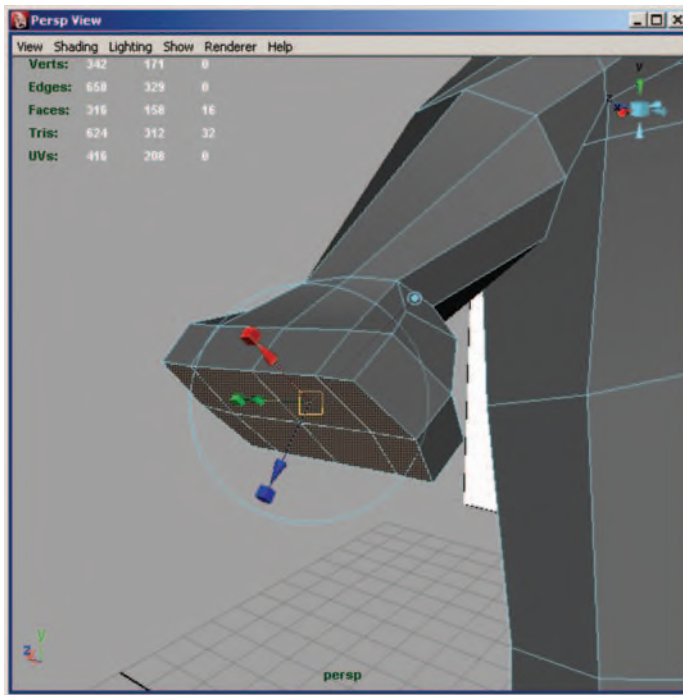 Persp View
View Shading Lighting Show Renderer Help
Verts: 342 171 0
Edges: 658 329 0
Faces: 316 158 16
Tris: 624 312 32
UVs: 416 208 0
y
z x
y
z
persp